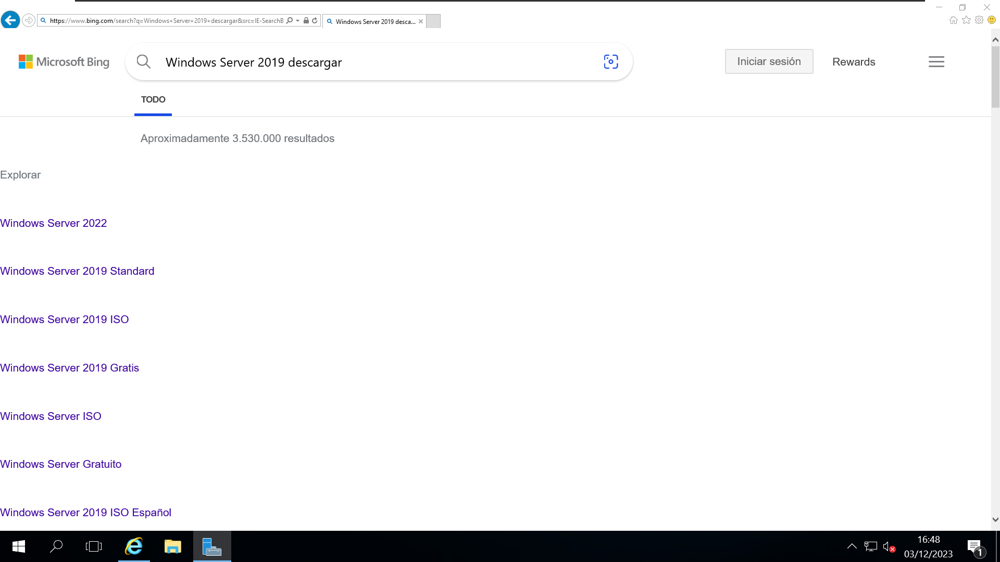 https://www.bing.com/search?q=Windows+Server+2019+descargar&src=IE-SearchB
Windows Server 2019 desca...
Microsoft Bing
Windows Server 2019 descargar
Iniciar sesión
Rewards
TODO
Aproximadamente 3.530.000 resultados
Explorar
Windows Server 2022
Windows Server 2019 Standard
Windows Server 2019 ISO
Windows Server 2019 Gratis
Windows Server ISO
Windows Server Gratuito
Windows Server 2019 ISO Español
16:48
03/12/2023
1